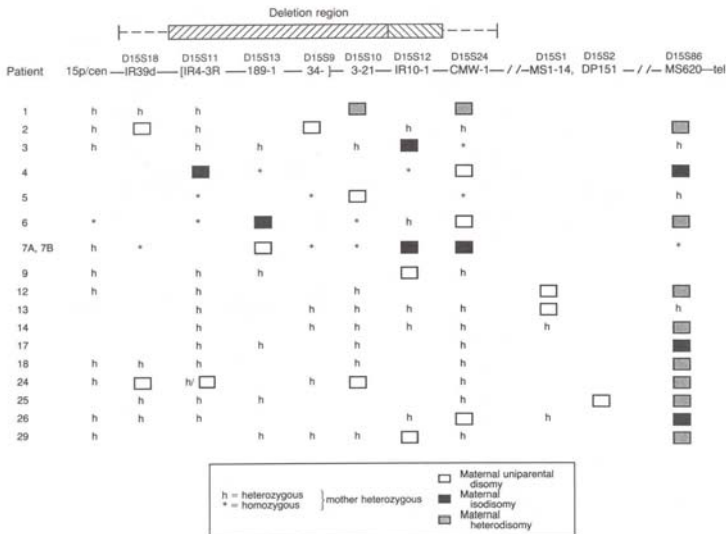 Deletion region
D15S18 D15S11 D15S13 D15S9 D15S10 D15S12 D15S24 D15S1 D15S2 D15S86
Patient 15p/cen — IR39d — [IR4-3R — 189-1 — 34- ] — 3-21 — IR10-1 — CMW-1 — // — MS1-14, DP151 — // — MS620—tel
1 h h h
2 h h h
3 h h h h * h
4 * *
5 * * * h
6 * * * h
7A, 7B h * * * *
9 h h h h
12 h h h
13 h h h h h h
14 h h h h h h
17 h h h h
18 h h h h h
24 h h/ h h
25 h h h h
26 h h h h h
29 h h h h h
h = heterozygous
* = homozygous
} mother heterozygous
Maternal uniparental
disomy
Maternal
isodisomy
Maternal
heterodisomy